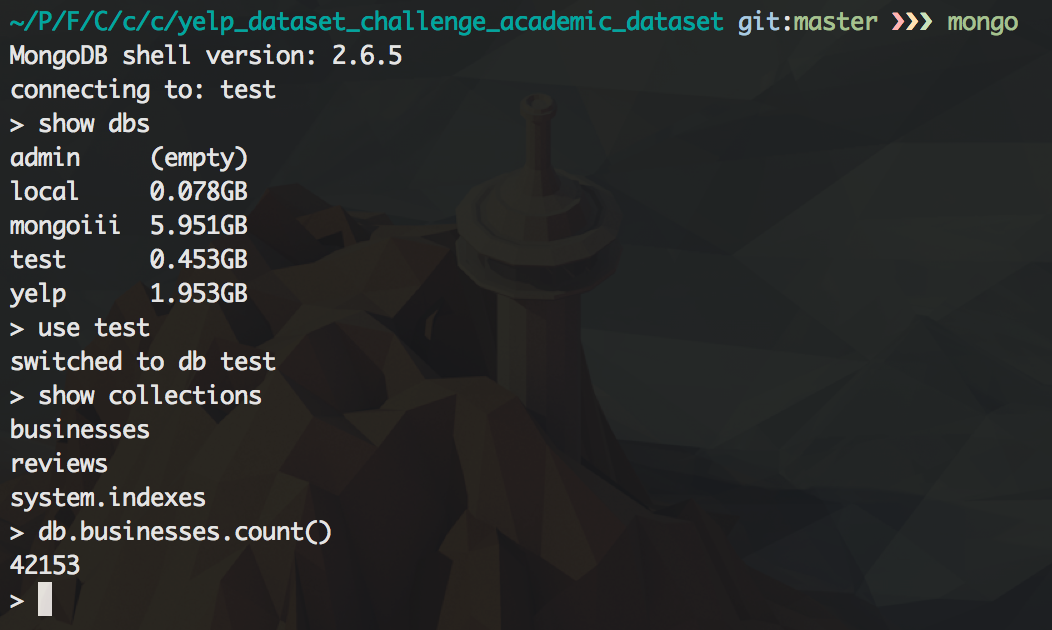 ~/P/F/C/c/c/yelp_dataset_challenge_academic_dataset git:master ❯❯❯ mongo
MongoDB shell version: 2.6.5
connecting to: test
> show dbs
admin     (empty)
local     0.078GB
mongoiii  5.951GB
test      0.453GB
yelp      1.953GB
> use test
switched to db test
> show collections
businesses
reviews
system.indexes
> db.businesses.count()
42153
>